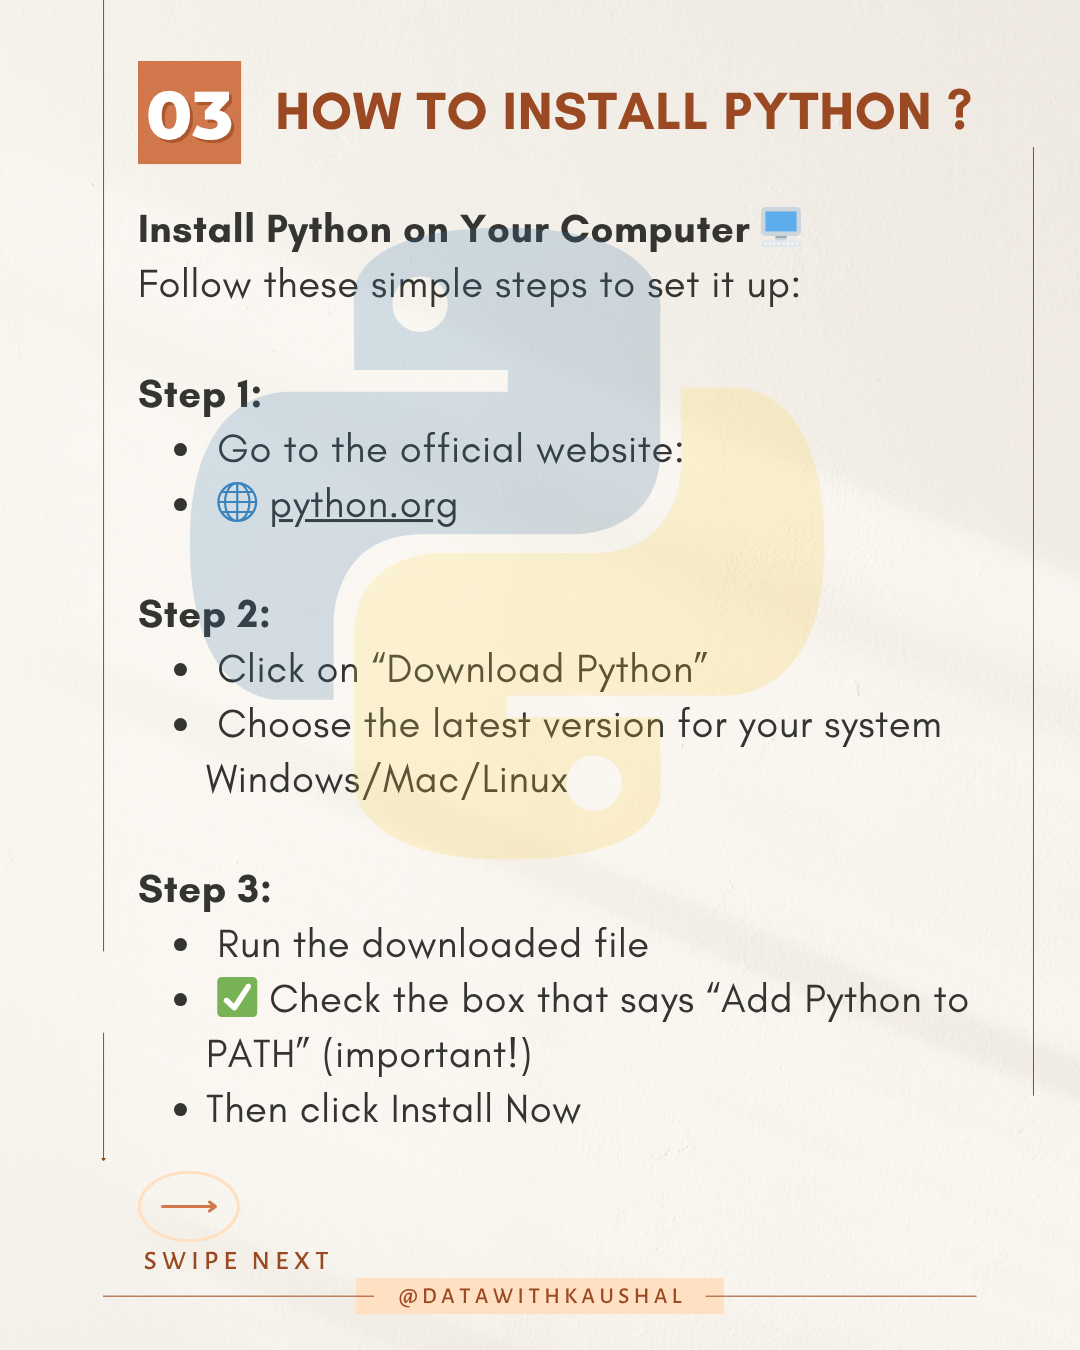 03
HOW TO INSTALL PYTHON ?
Install Python on Your Computer 🖥️
Follow these simple steps to set it up:
Step 1:
• Go to the official website:
• 🌐 python.org
Step 2:
• Click on “Download Python”
• Choose the latest version for your system
Windows/Mac/Linux
Step 3:
• Run the downloaded file
• ✅ Check the box that says “Add Python to
PATH” (important!)
• Then click Install Now
SWIPE NEXT
@DATAWITHKAUSHAL